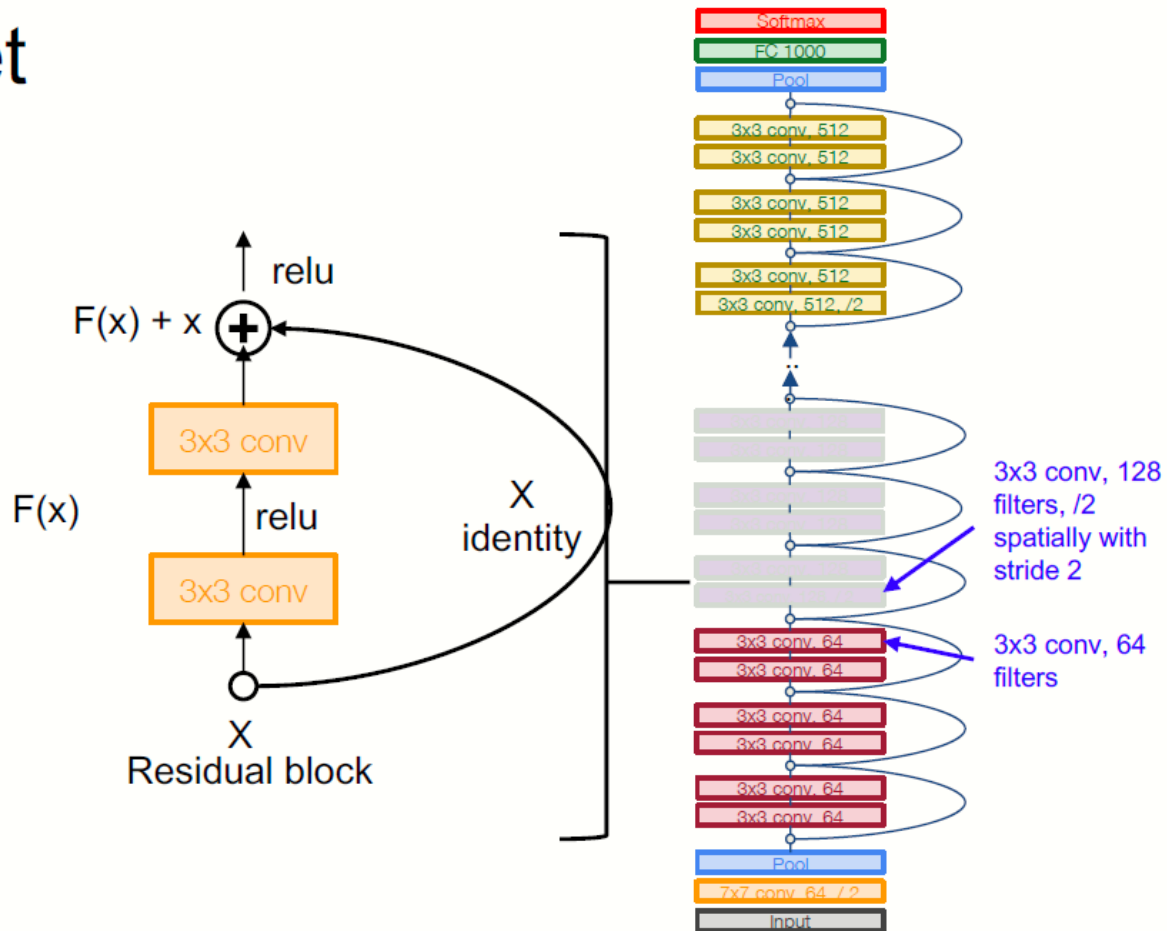 et
relu
F(x) + x
3x3 conv
F(x)
relu
X
identity
3x3 conv
X
Residual block
Softmax
FC 1000
Pool
3x3 conv, 512
3x3 conv, 512
3x3 conv, 512
3x3 conv, 512
3x3 conv, 512
3x3 conv, 512, /2
..
3x3 conv, 128
filters, /2
spatially with
stride 2
3x3 conv, 64
3x3 conv, 64
3x3 conv, 64
filters
3x3 conv, 64
3x3 conv, 64
3x3 conv, 64
3x3 conv, 64
Pool
7x7 conv, 64, / 2
Input